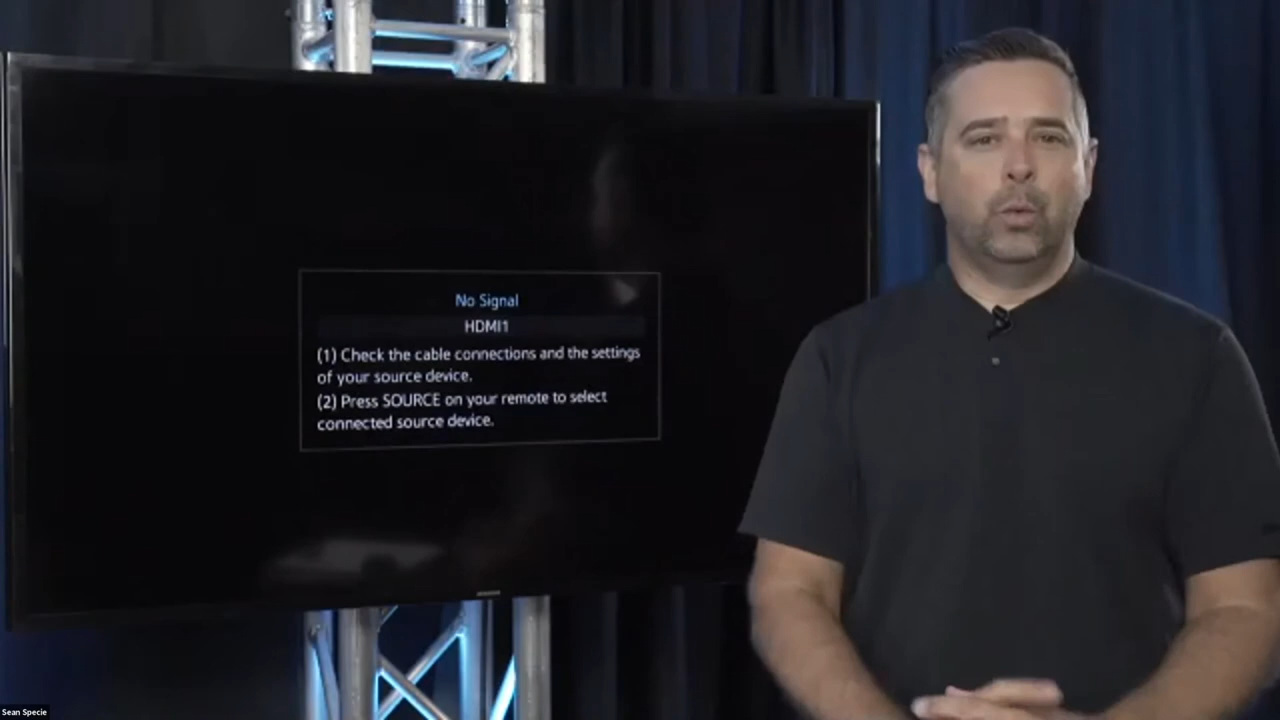 No Signal
HDMI1
(1) Check the cable connections and the settings
of your source device.
(2) Press SOURCE on your remote to select
connected source device.
Sean Specie